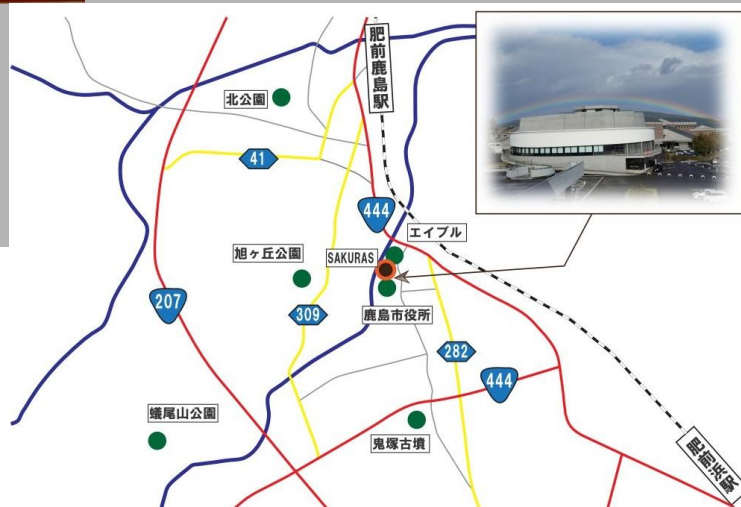 肥前鹿島駅
北公園
41
444
エイブル
旭ヶ丘公園
SAKURAS
207
309
鹿島市役所
282
444
蟻尾山公園
鬼塚古墳
肥前浜駅